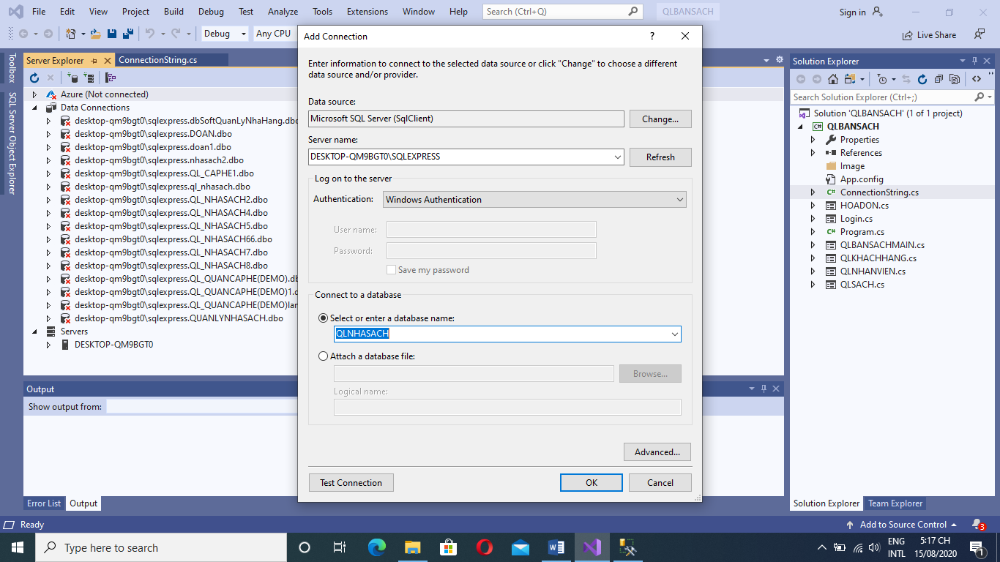 File Edit View Project Build Debug Test Analyze Tools Extensions Window Help Search (Ctrl+Q) QLBANSACH Sign in
Debug Any CPU Live Share
Toolbox
SQL Server Object Explorer
Server Explorer ConnectionString.cs
Azure (Not connected)
Data Connections
desktop-qm9bgt0\sqlexpress.dbSoftQuanLyNhaHang.dbo
desktop-qm9bgt0\sqlexpress.DOAN.dbo
desktop-qm9bgt0\sqlexpress.doan1.dbo
desktop-qm9bgt0\sqlexpress.nhasach2.dbo
desktop-qm9bgt0\sqlexpress.QL_CAPHE1.dbo
desktop-qm9bgt0\sqlexpress.ql_nhasach.dbo
desktop-qm9bgt0\sqlexpress.QL_NHASACH2.dbo
desktop-qm9bgt0\sqlexpress.QL_NHASACH4.dbo
desktop-qm9bgt0\sqlexpress.QL_NHASACH5.dbo
desktop-qm9bgt0\sqlexpress.QL_NHASACH66.dbo
desktop-qm9bgt0\sqlexpress.QL_NHASACH7.dbo
desktop-qm9bgt0\sqlexpress.QL_NHASACH8.dbo
desktop-qm9bgt0\sqlexpress.QL_QUANCAPHE(DEMO).db
desktop-qm9bgt0\sqlexpress.QL_QUANCAPHE(DEMO)1.d
desktop-qm9bgt0\sqlexpress.QL_QUANCAPHE(DEMO)lan
desktop-qm9bgt0\sqlexpress.QUANLYNHASACH.dbo
Servers
DESKTOP-QM9BGT0
Output
Show output from:
Error List Output
Add Connection ?
Enter information to connect to the selected data source or click "Change" to choose a different
data source and/or provider.
Data source:
Microsoft SQL Server (SqlClient) Change...
Server name:
DESKTOP-QM9BGT0\SQLEXPRESS Refresh
Log on to the server
Authentication: Windows Authentication
User name:
Password:
Save my password
Connect to a database
Select or enter a database name:
QLNHASACH
Attach a database file:
Browse...
Logical name:
Advanced...
Test Connection OK Cancel
Solution Explorer
Search Solution Explorer (Ctrl+;)
Solution 'QLBANSACH' (1 of 1 project)
QLBANSACH
Properties
References
Image
App.config
ConnectionString.cs
HOADON.cs
Login.cs
Program.cs
QLBANSACHMAIN.cs
QLKHACHHANG.cs
QLNHANVIEN.cs
QLSACH.cs
Solution Explorer Team Explorer
Ready Add to Source Control 3
Type here to search ENG 5:17 CH
INTL 15/08/2020 1